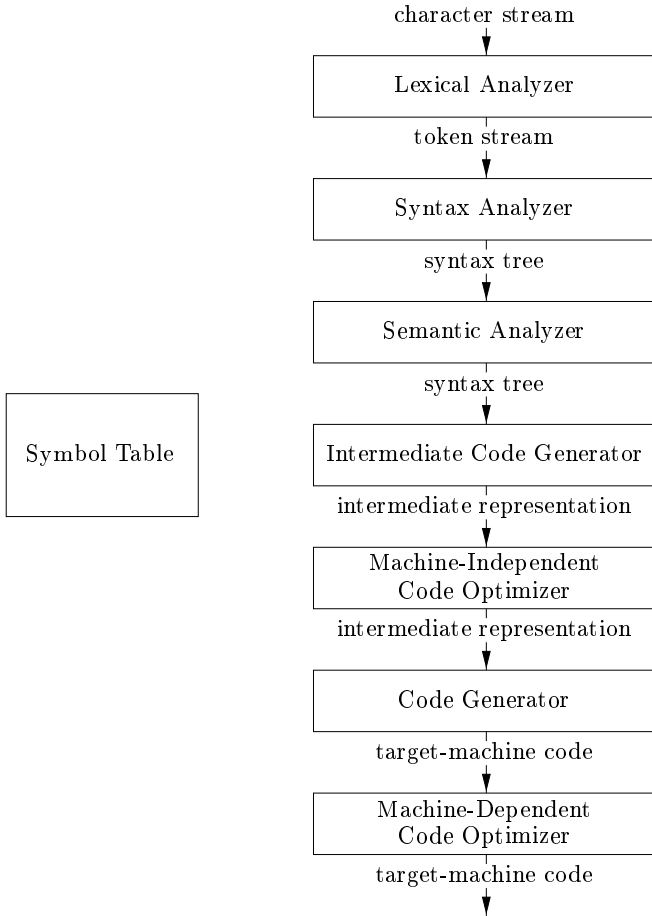 character stream
Lexical Analyzer
token stream
Syntax Analyzer
syntax tree
Semantic Analyzer
syntax tree
Symbol Table
Intermediate Code Generator
intermediate representation
Machine-Independent
Code Optimizer
intermediate representation
Code Generator
target-machine code
Machine-Dependent
Code Optimizer
target-machine code